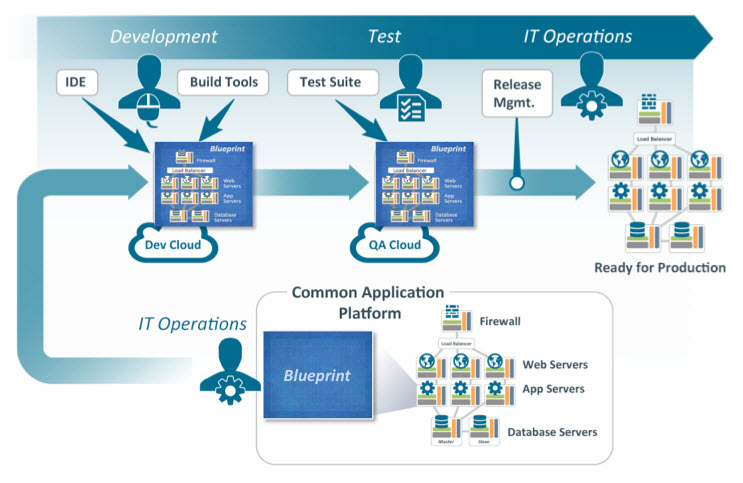 Development
Test
IT Operations
IDE
Build Tools
Test Suite
Release
Mgmt.
Blueprint
Firewall
Load Balancer
Web
Servers
App
Servers
Database
Servers
Dev Cloud
Blueprint
Firewall
Load Balancer
Web
Servers
App
Servers
Database
Servers
QA Cloud
Load Balancer
Ready for Production
IT Operations
Common Application
Platform
Blueprint
Firewall
Load Balancer
Web Servers
App Servers
Database Servers
Master
Slave